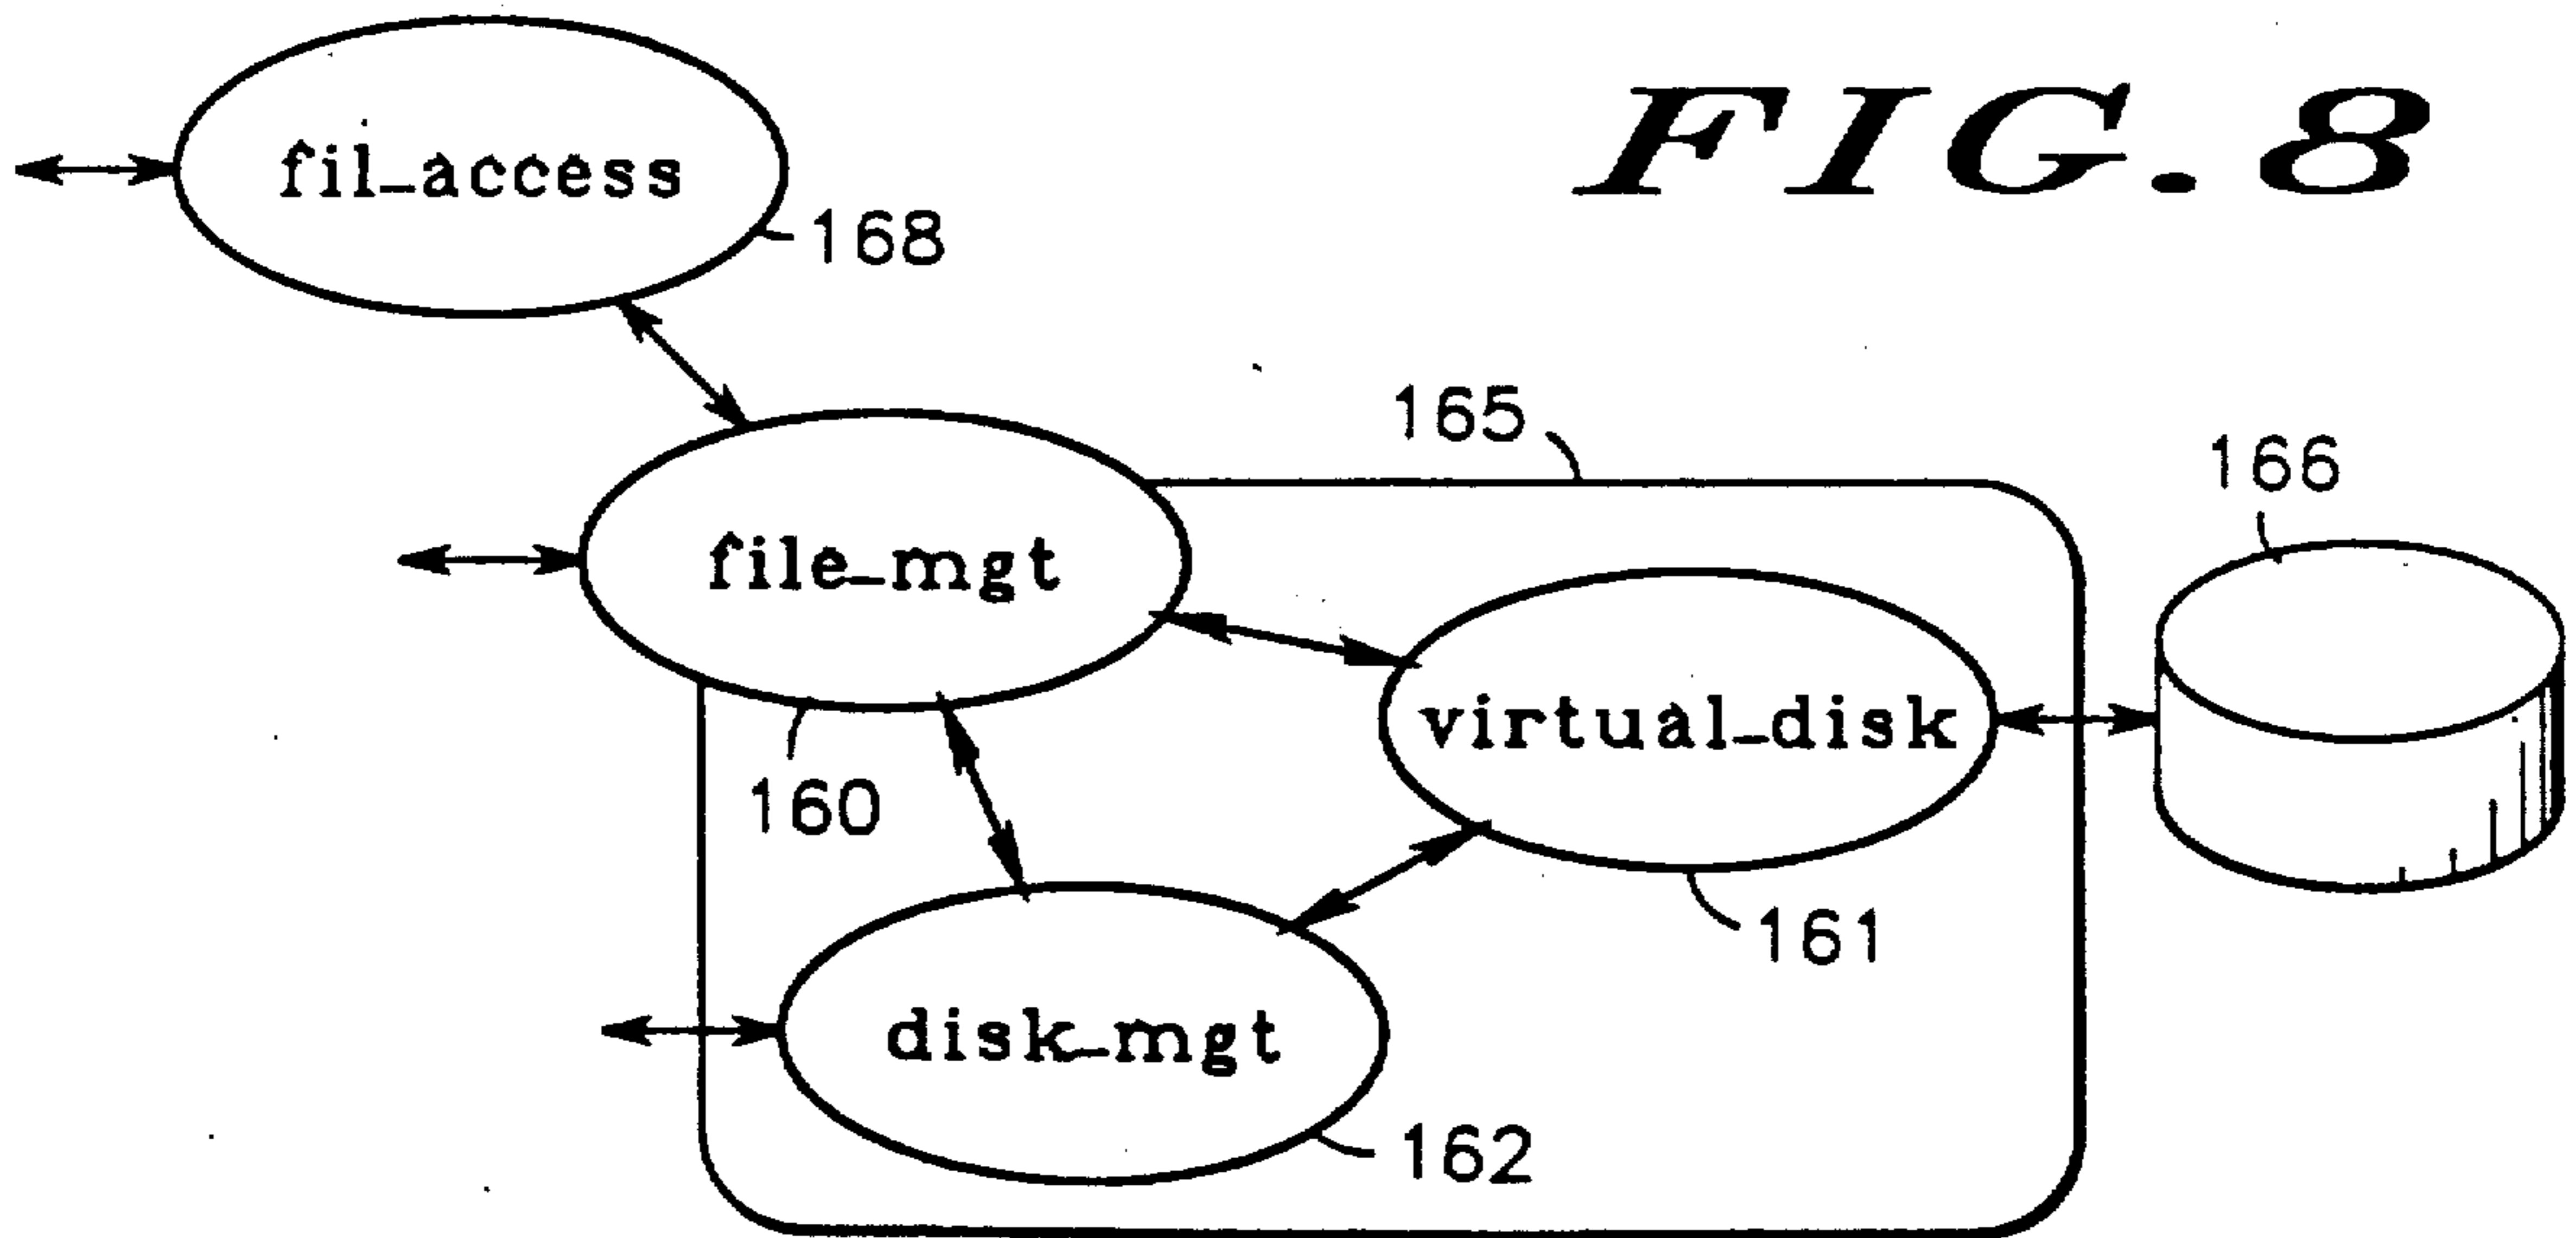 FIG.8
fil_access
168
165
166
file_mgt
160
virtual_disk
161
disk_mgt
162